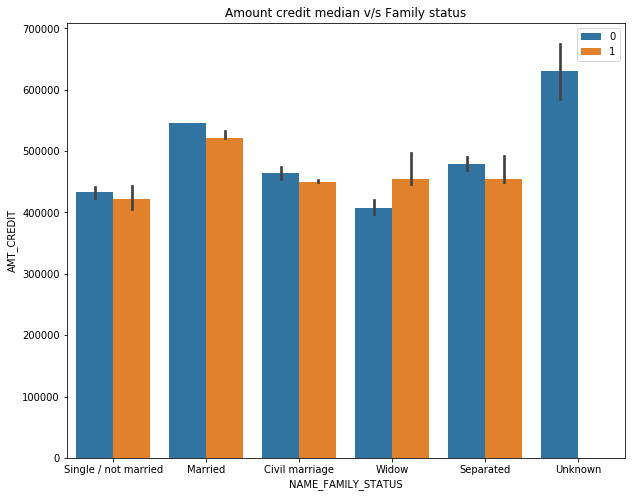 Amount credit median v/s Family status
700000
600000
500000
400000
300000
200000
100000
0
AMT_CREDIT
0
1
Single / not married Married Civil marriage Widow Separated Unknown
NAME_FAMILY_STATUS